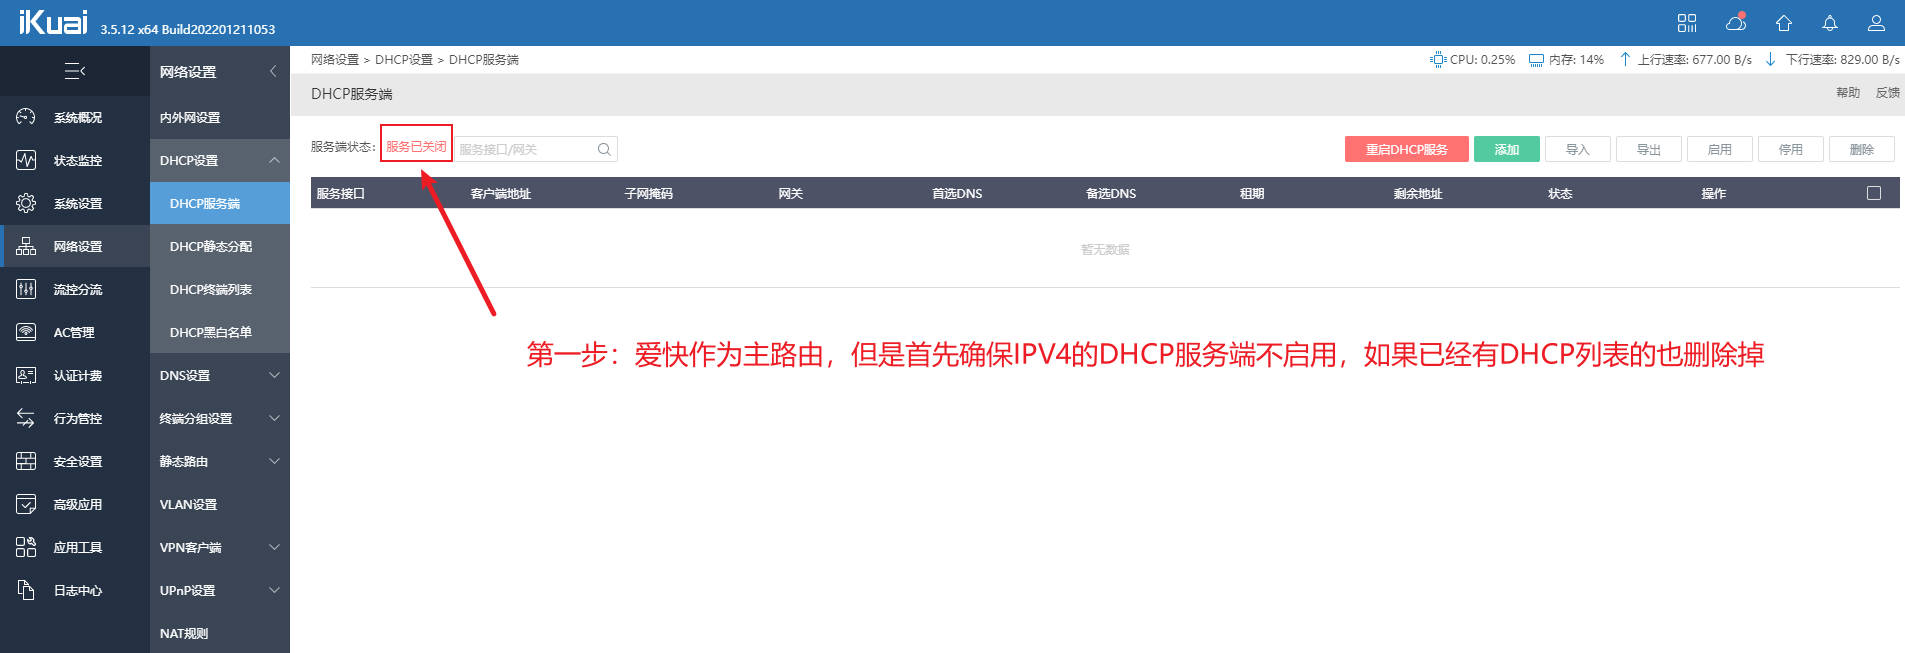 iKuai 3.5.12 x64 Build202201211053
网络设置 > DHCP设置 > DHCP服务端
CPU: 0.25% 内存: 14% 上行速率: 677.00 B/s 下行速率: 829.00 B/s
DHCP服务端
帮助 反馈
系统概况
状态监控
系统设置
网络设置
流控分流
AC管理
认证计费
行为管控
安全设置
高级应用
应用工具
日志中心
网络设置
内外网设置
DHCP设置
DHCP服务端
DHCP静态分配
DHCP终端列表
DHCP黑白名单
DNS设置
终端分组设置
静态路由
VLAN设置
VPN客户端
UPnP设置
NAT规则
服务端状态: 服务已关闭 服务接口/网关
重启DHCP服务 添加 导入 导出 启用 停用 删除
服务接口 客户端地址 子网掩码 网关 首选DNS 备选DNS 租期 剩余地址 状态 操作
暂无数据
第一步：爱快作为主路由，但是首先确保IPV4的DHCP服务端不启用，如果已经有DHCP列表的也删除掉